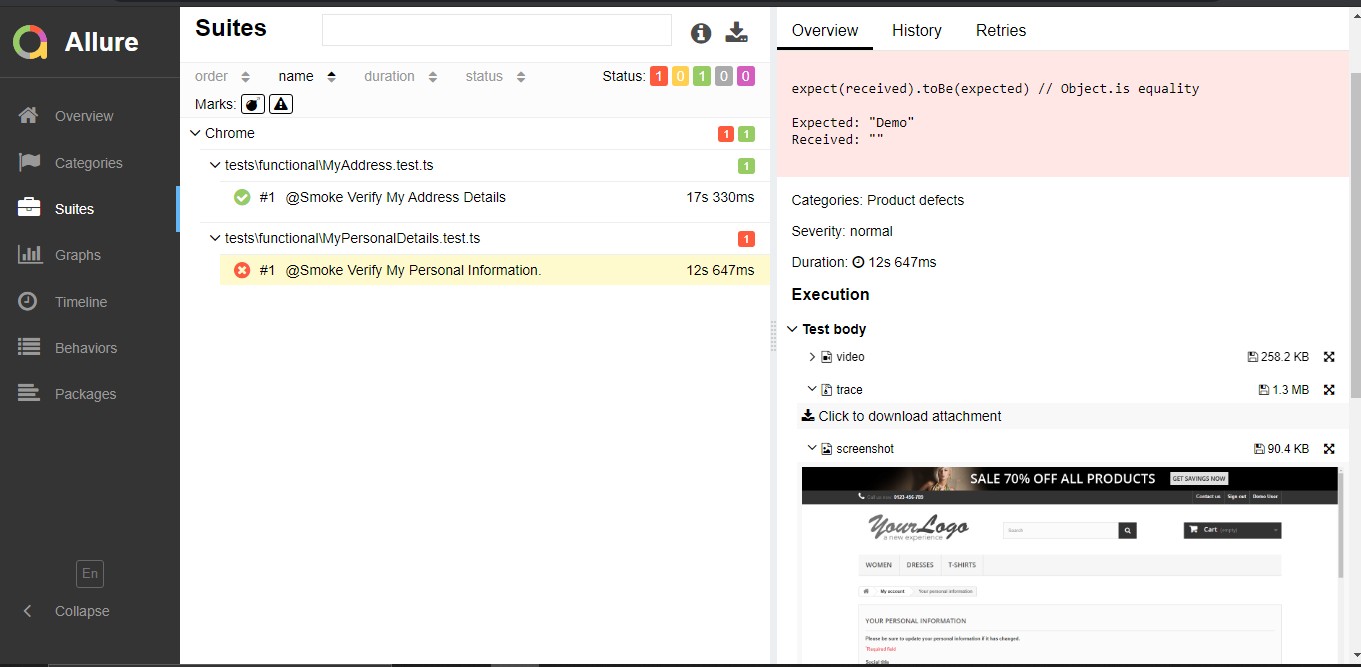 Allure
Overview
Categories
Suites
Graphs
Timeline
Behaviors
Packages
En
Collapse
Suites
order name duration status Status: 1 0 1 0 0
Marks:
Chrome 1 1
tests\functional\MyAddress.test.ts 1
#1 @Smoke Verify My Address Details 17s 330ms
tests\functional\MyPersonalDetails.test.ts 1
#1 @Smoke Verify My Personal Information. 12s 647ms
Overview History Retries
expect(received).toBe(expected) // Object.is equality
Expected: "Demo"
Received: ""
Categories: Product defects
Severity: normal
Duration: 12s 647ms
Execution
Test body
video 258.2 KB
trace 1.3 MB
Click to download attachment
screenshot 90.4 KB
SALE 70% OFF ALL PRODUCTS GET SAVINGS NOW
Call us now: 0123-456-789 Contact us Sign out Demo User
YourLogo
a new experience
Search
Cart (empty)
WOMEN DRESSES T-SHIRTS
My account Your personal information
YOUR PERSONAL INFORMATION
Please be sure to update your personal information if it has changed.
*Required field
Social title